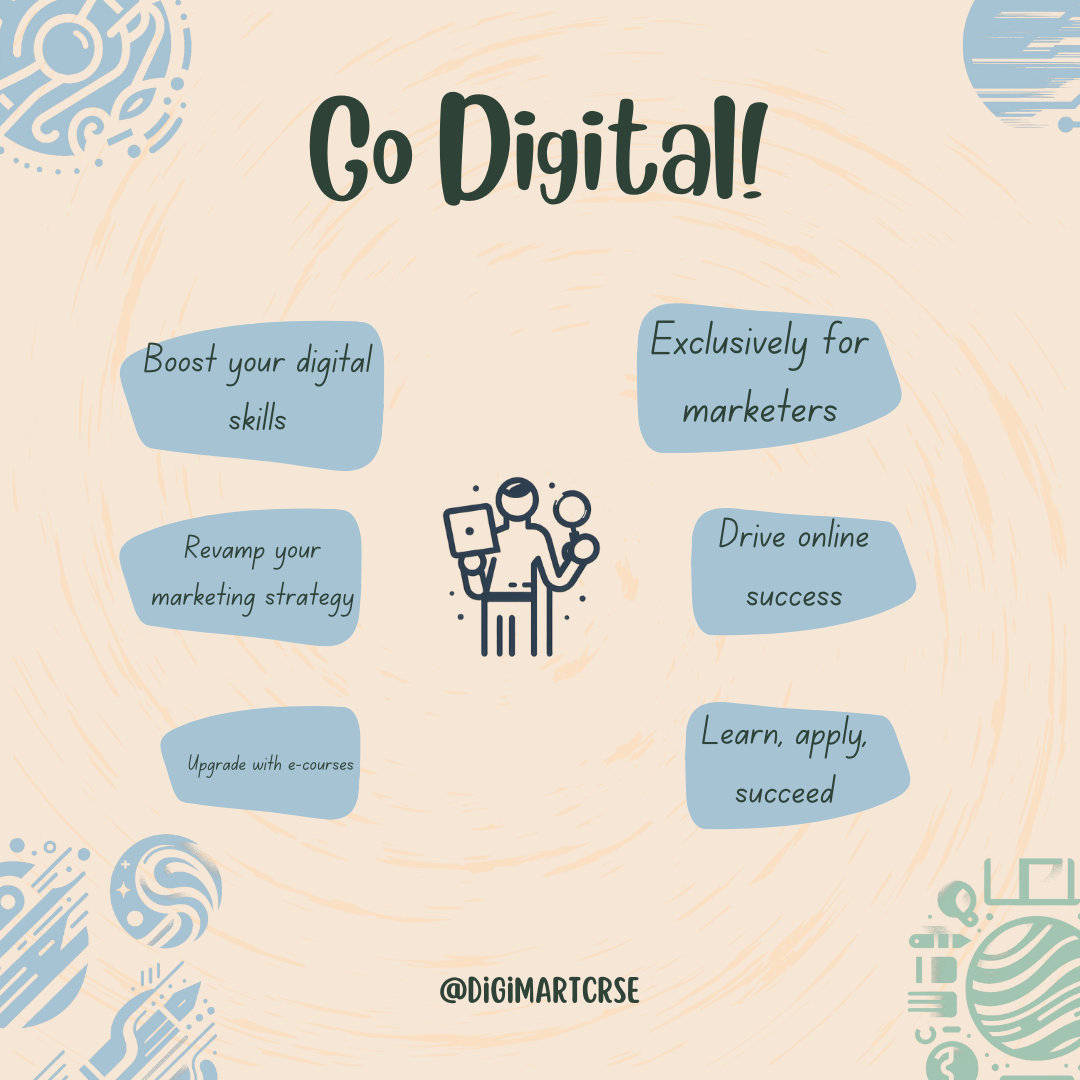 Go Digital!
Boost your digital
skills
Exclusively for
marketers
Revamp your
marketing strategy
Drive online
success
Upgrade with e-courses
Learn, apply,
succeed
@DiGiMARTCRSE